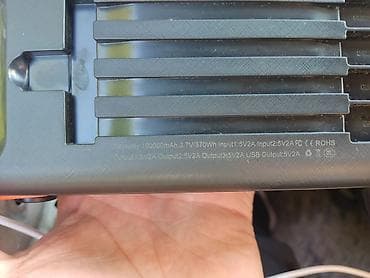 100000mAh 3.7V/370Wh Input1:5V2A Input2:5V2A FC CE ROHS
Output2:5V2A Output3:5V2A USB Output:5V2A